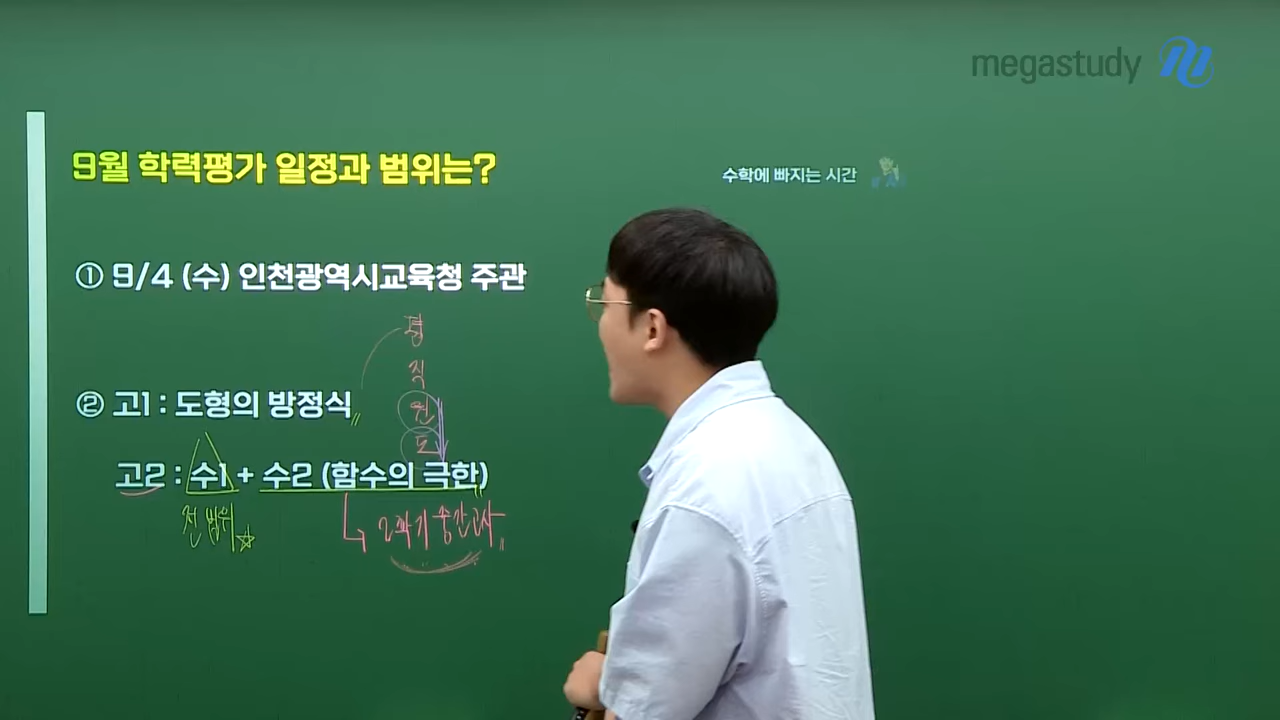 megastudy
9월 학력평가 일정과 범위는?
수학에 빠지는 시간
① 9/4 (수) 인천광역시교육청 주관
평
직
원
도
② 고1 : 도형의 방정식
고2 : 수1 + 수2 (함수의 극한)
전범위
2학기 중간고사